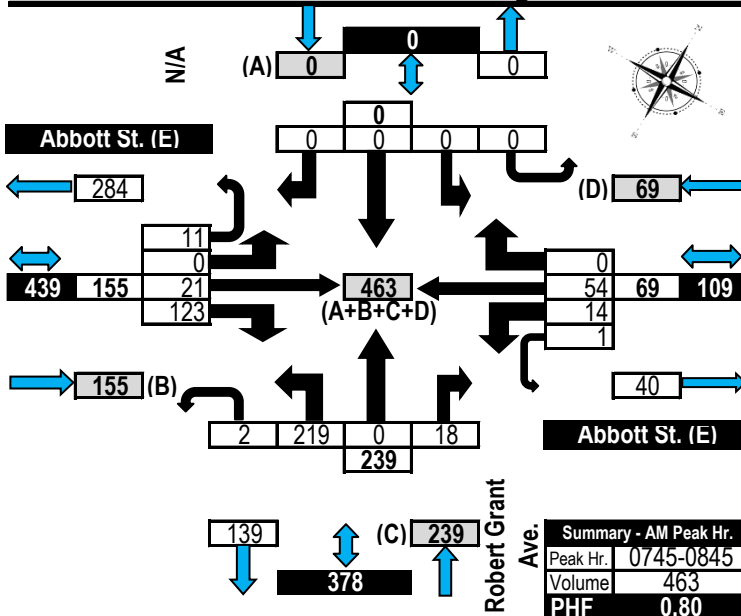 0
N/A
(A) 0 0
0
Abbott St. (E)
0 0 0 0
284
(D) 69
11
0 0
439 155 21 463 54 69 109
123 (A+B+C+D) 14
1
155 (B) 40
2 219 0 18
Abbott St. (E)
239
Robert Grant Ave.
139 (C) 239
378
Summary - AM Peak Hr.
Peak Hr. 0745-0845
Volume 463
PHF 0.80